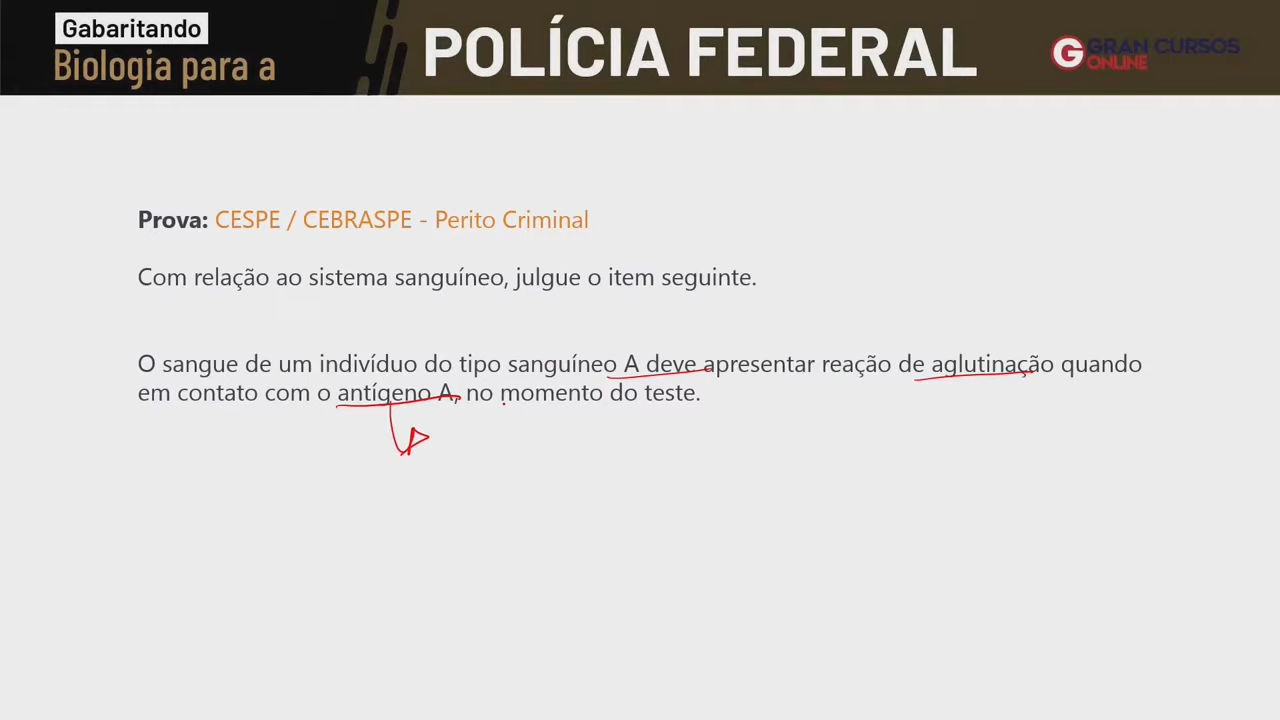 Gabaritando
Biologia para a
POLÍCIA FEDERAL
G GRAN CURSOS
ONLINE
Prova: CESPE / CEBRASPE - Perito Criminal
Com relação ao sistema sanguíneo, julgue o item seguinte.
O sangue de um indivíduo do tipo sanguíneo A deve apresentar reação de aglutinação quando
em contato com o antígeno A, no momento do teste.